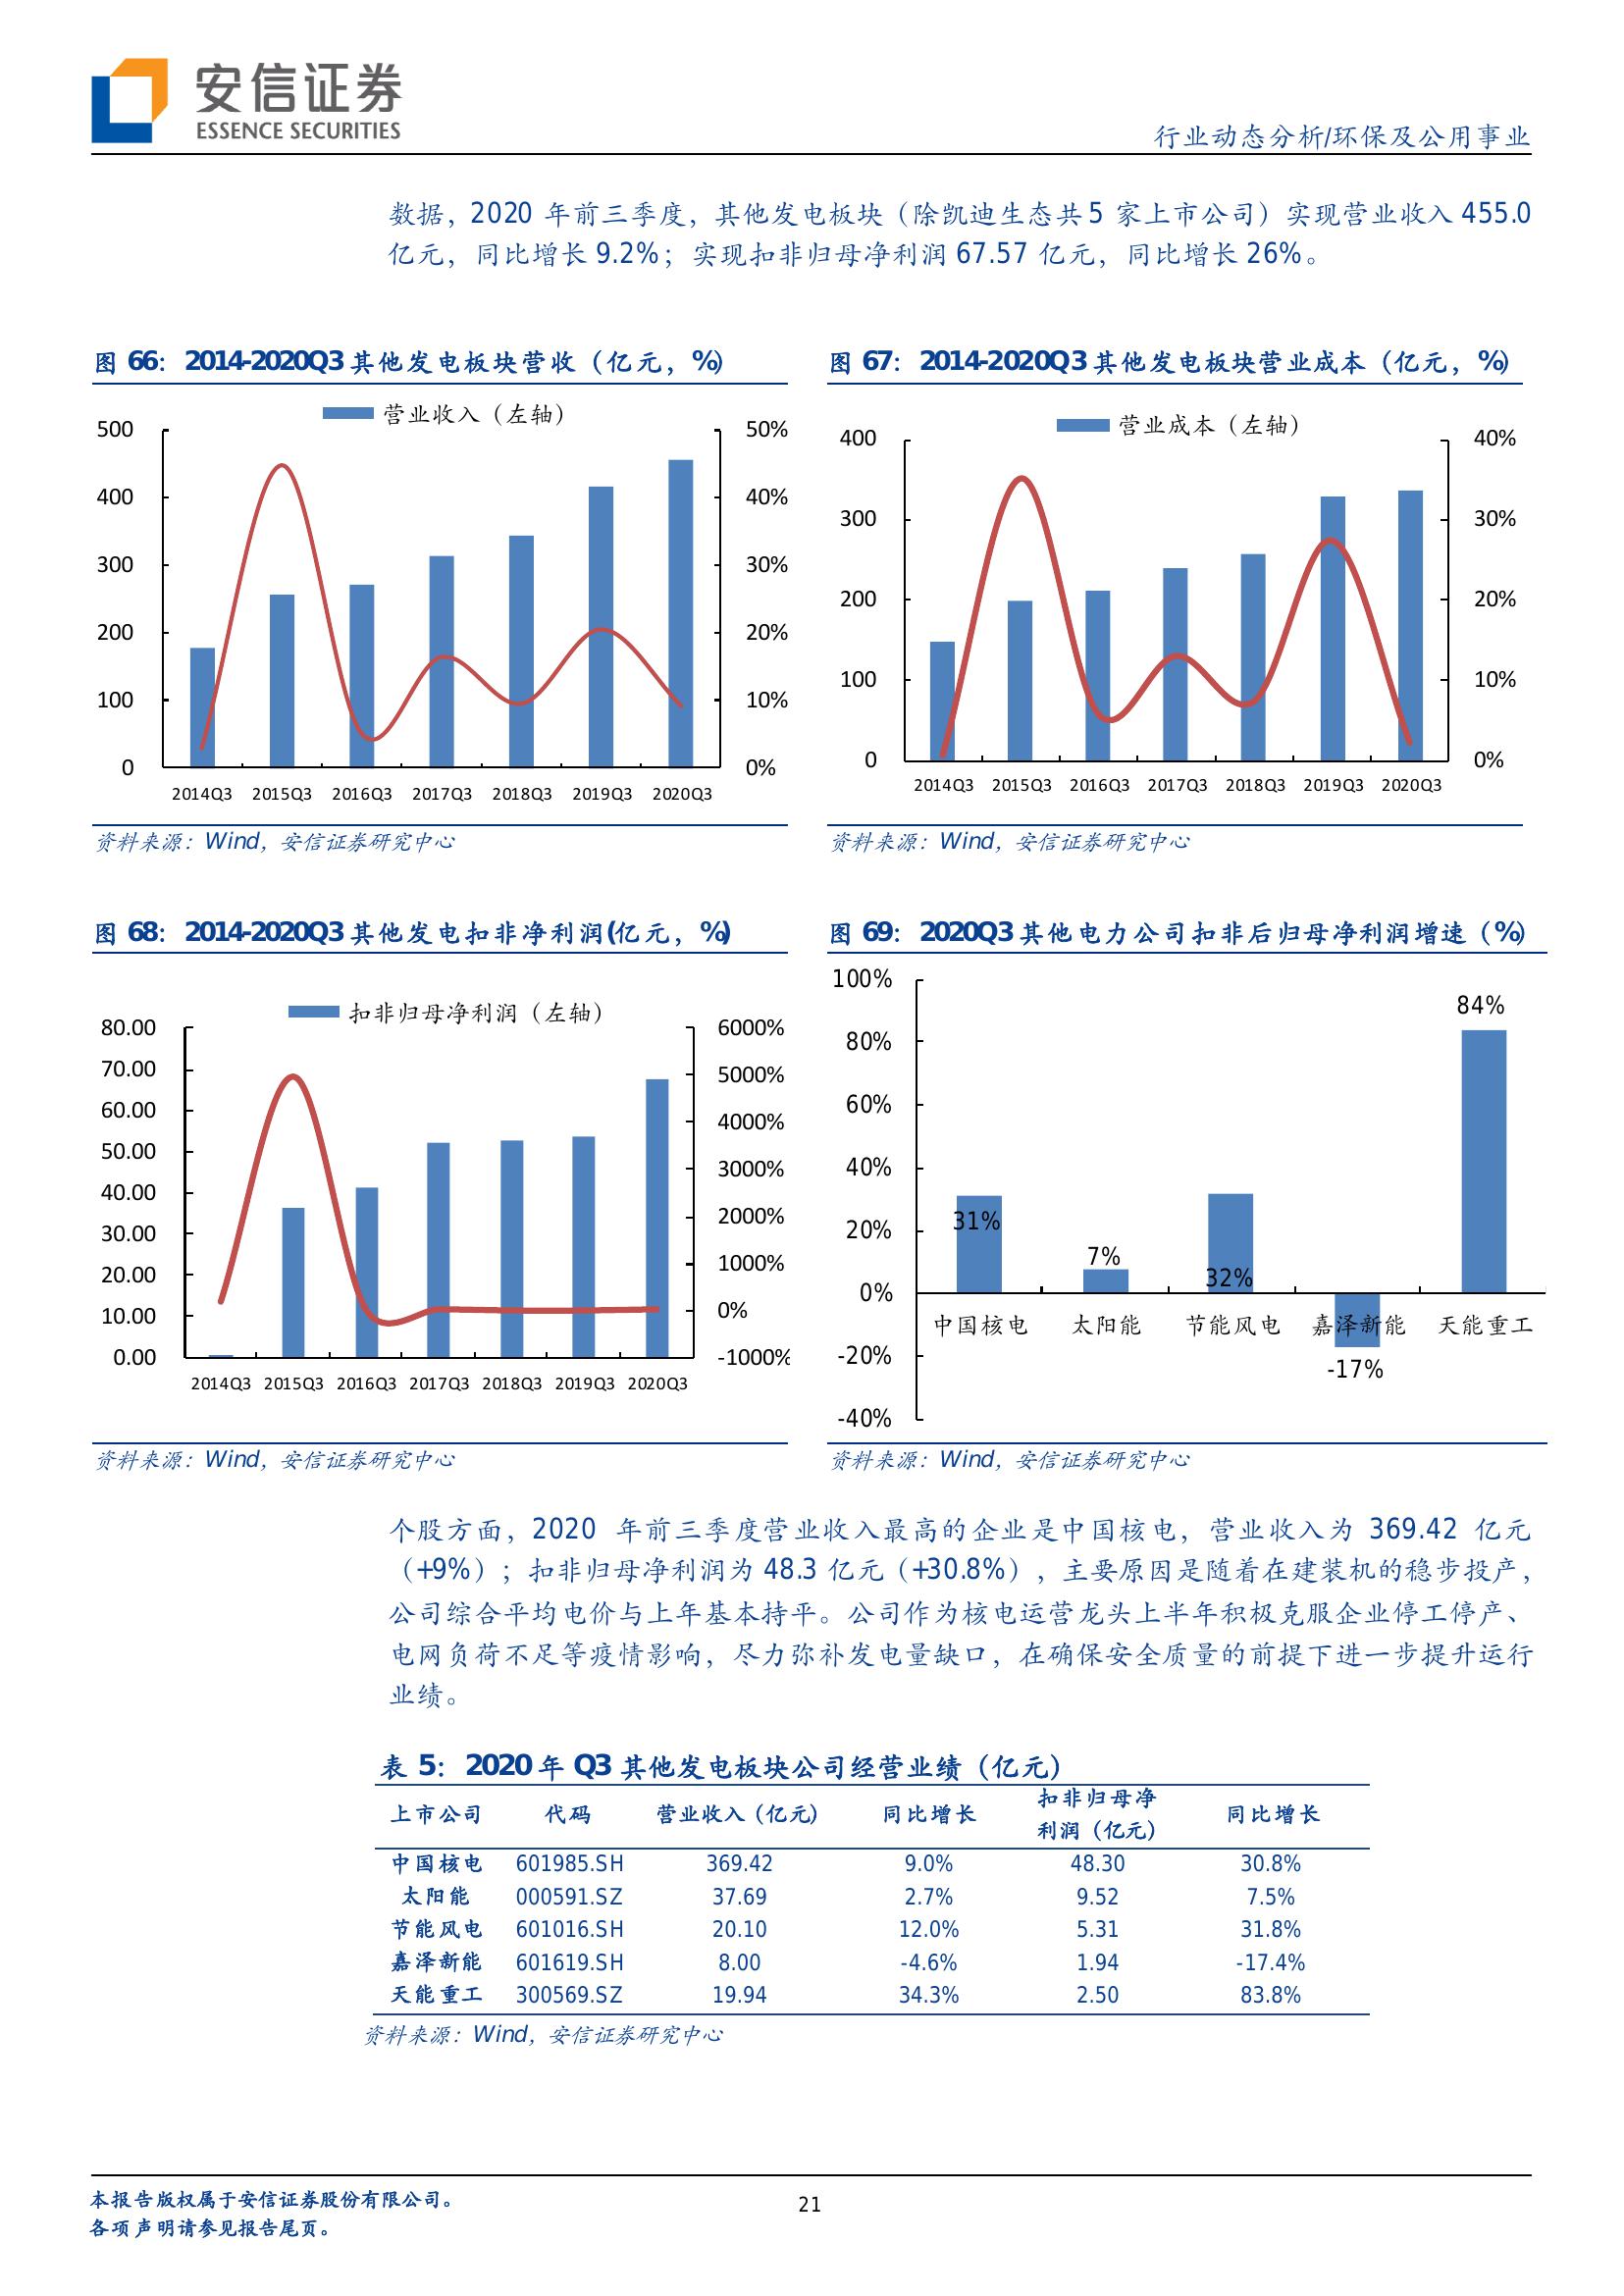 安信证券
ESSENCE SECURITIES
行业动态分析/环保及公用事业
数据，2020 年前三季度，其他发电板块（除凯迪生态共 5 家上市公司）实现营业收入 455.0
亿元，同比增长 9.2%；实现扣非归母净利润 67.57 亿元，同比增长 26%。
图 66：2014-2020Q3 其他发电板块营收（亿元，%）
营业收入（左轴）
500
400
300
200
100
0
50%
40%
30%
20%
10%
0%
2014Q3 2015Q3 2016Q3 2017Q3 2018Q3 2019Q3 2020Q3
资料来源：Wind，安信证券研究中心
图 67：2014-2020Q3 其他发电板块营业成本（亿元，%）
营业成本（左轴）
400
300
200
100
0
40%
30%
20%
10%
0%
2014Q3 2015Q3 2016Q3 2017Q3 2018Q3 2019Q3 2020Q3
资料来源：Wind，安信证券研究中心
图 68：2014-2020Q3 其他发电扣非净利润(亿元，%)
扣非归母净利润（左轴）
80.00
70.00
60.00
50.00
40.00
30.00
20.00
10.00
0.00
6000%
5000%
4000%
3000%
2000%
1000%
0%
-1000%
2014Q3 2015Q3 2016Q3 2017Q3 2018Q3 2019Q3 2020Q3
资料来源：Wind，安信证券研究中心
图 69：2020Q3 其他电力公司扣非后归母净利润增速（%）
100%
80%
60%
40%
20%
0%
-20%
-40%
31%
7%
32%
-17%
84%
中国核电 太阳能 节能风电 嘉泽新能 天能重工
资料来源：Wind，安信证券研究中心
个股方面，2020 年前三季度营业收入最高的企业是中国核电，营业收入为 369.42 亿元
（+9%）；扣非归母净利润为 48.3 亿元（+30.8%），主要原因是随着在建装机的稳步投产，
公司综合平均电价与上年基本持平。公司作为核电运营龙头上半年积极克服企业停工停产、
电网负荷不足等疫情影响，尽力弥补发电量缺口，在确保安全质量的前提下进一步提升运行
业绩。
表 5：2020 年 Q3 其他发电板块公司经营业绩（亿元）
上市公司 代码 营业收入（亿元） 同比增长 扣非归母净利润（亿元） 同比增长
中国核电 601985.SH 369.42 9.0% 48.30 30.8%
太阳能 000591.SZ 37.69 2.7% 9.52 7.5%
节能风电 601016.SH 20.10 12.0% 5.31 31.8%
嘉泽新能 601619.SH 8.00 -4.6% 1.94 -17.4%
天能重工 300569.SZ 19.94 34.3% 2.50 83.8%
资料来源：Wind，安信证券研究中心
本报告版权属于安信证券股份有限公司。
各项声明请参见报告尾页。
21